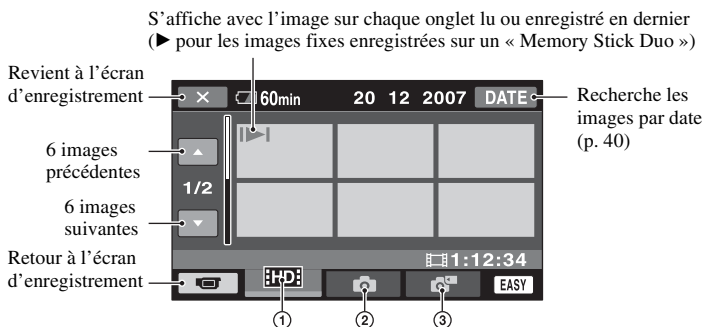 S’affiche avec l’image sur chaque onglet lu ou enregistré en dernier
(▶ pour les images fixes enregistrées sur un « Memory Stick Duo »)
Revient à l’écran
d’enregistrement
60min
20 12 2007
DATE
Recherche les
images par date
(p. 40)
6 images
précédentes
1/2
6 images
suivantes
Retour à l’écran
d’enregistrement
1:12:34
HD
EASY
① ② ③